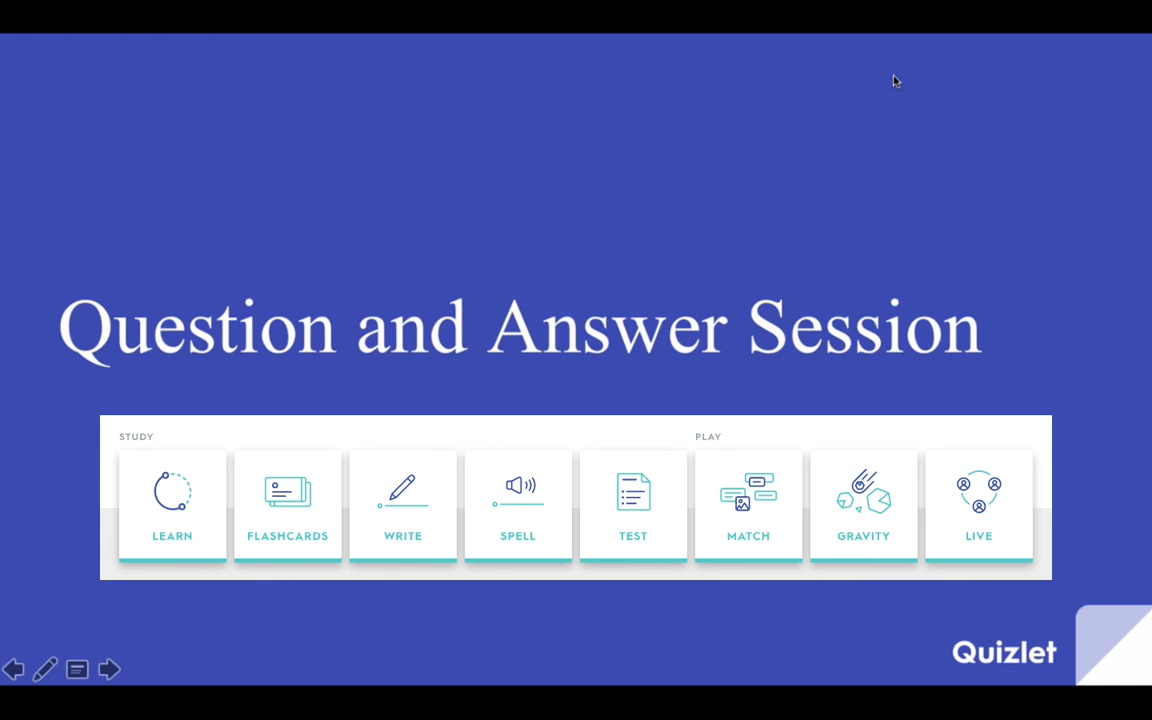 Question and Answer Session
STUDY PLAY
LEARN FLASHCARDS WRITE SPELL TEST MATCH GRAVITY LIVE
Quizlet